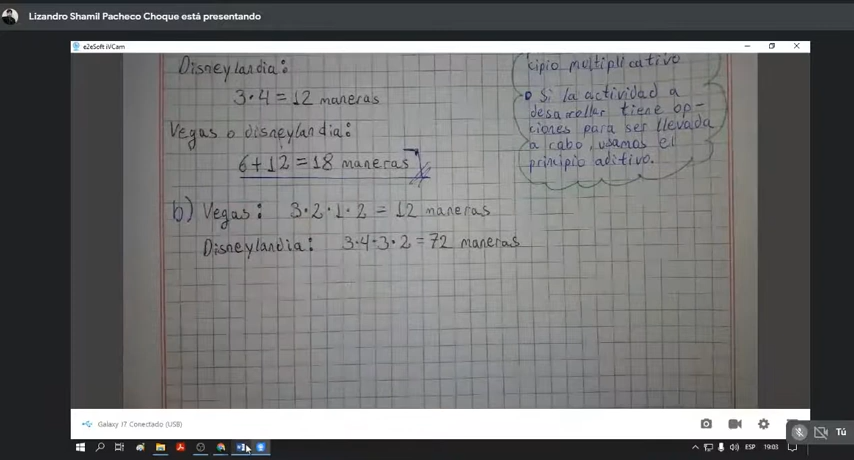 Lizandro Shamil Pacheco Choque está presentando
e2eSoft iVCam
Disneylandia:
3·4 = 12 maneras
Vegas o disneylandia:
6+12 = 18 maneras
b) Vegas: 3·2·1·2 = 12 maneras
Disneylandia: 3·4·3·2 = 72 maneras
cipio multiplicativo
Si la actividad a
desarrollar tiene op-
ciones para ser llevada
a cabo, usamos el
principio aditivo.
Galaxy J7 Conectado (USB)
Tú
ESP
19:03